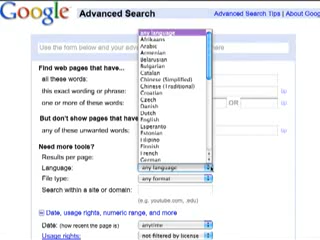 Google Advanced Search Advanced Search Tips | About Goog
Use the form below and your adv
Find web pages that have...
all these words:
this exact wording or phrase:
one or more of these words: OR
But don't show pages that have
any of these unwanted words:
Need more tools?
Results per page:
Language: any language
File type: any format
Search within a site or domain:
(e.g. youtube.com, .edu)
Date, usage rights, numeric range, and more
Date: (how recent the page is) anytime
Usage rights: not filtered by license
any language
Afrikaans
Arabic
Armenian
Belarusian
Bulgarian
Catalan
Chinese (Simplified)
Chinese (Traditional)
Croatian
Czech
Danish
Dutch
English
Esperanto
Estonian
Filipino
Finnish
French
German